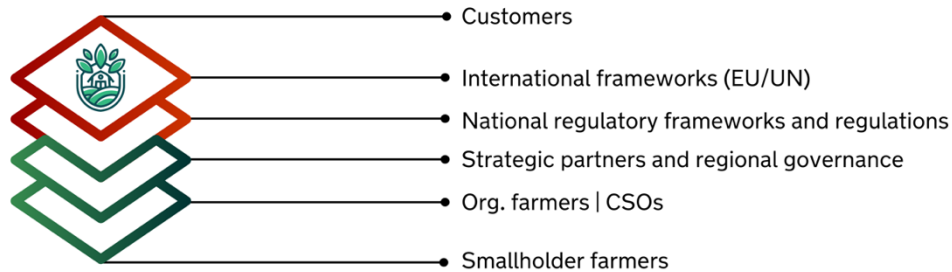 Customers
International frameworks (EU/UN)
National regulatory frameworks and regulations
Strategic partners and regional governance
Org. farmers | CSOs
Smallholder farmers